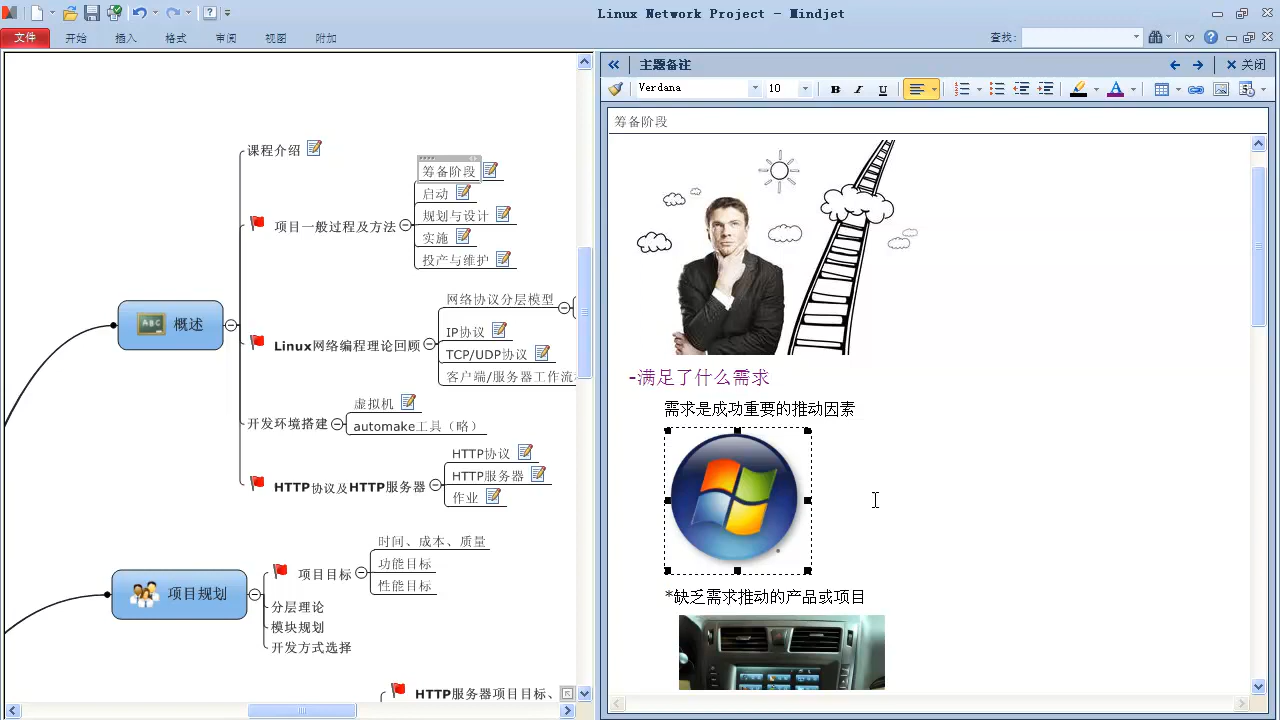 Linux Network Project - Mindjet
文件
开始
插入
格式
审阅
视图
附加
查找:
主题备注
关闭
Verdana
10
B
I
U
A
筹备阶段
课程介绍
项目一般过程及方法
筹备阶段
启动
规划与设计
实施
投产与维护
ABC
概述
Linux网络编程理论回顾
网络协议分层模型
IP协议
TCP/UDP协议
客户端/服务器工作流
开发环境搭建
虚拟机
automake工具（略）
HTTP协议及HTTP服务器
HTTP协议
HTTP服务器
作业
项目规划
项目目标
时间、成本、质量
功能目标
性能目标
分层理论
模块规划
开发方式选择
HTTP服务器项目目标、
-满足了什么需求
需求是成功重要的推动因素
*缺乏需求推动的产品或项目